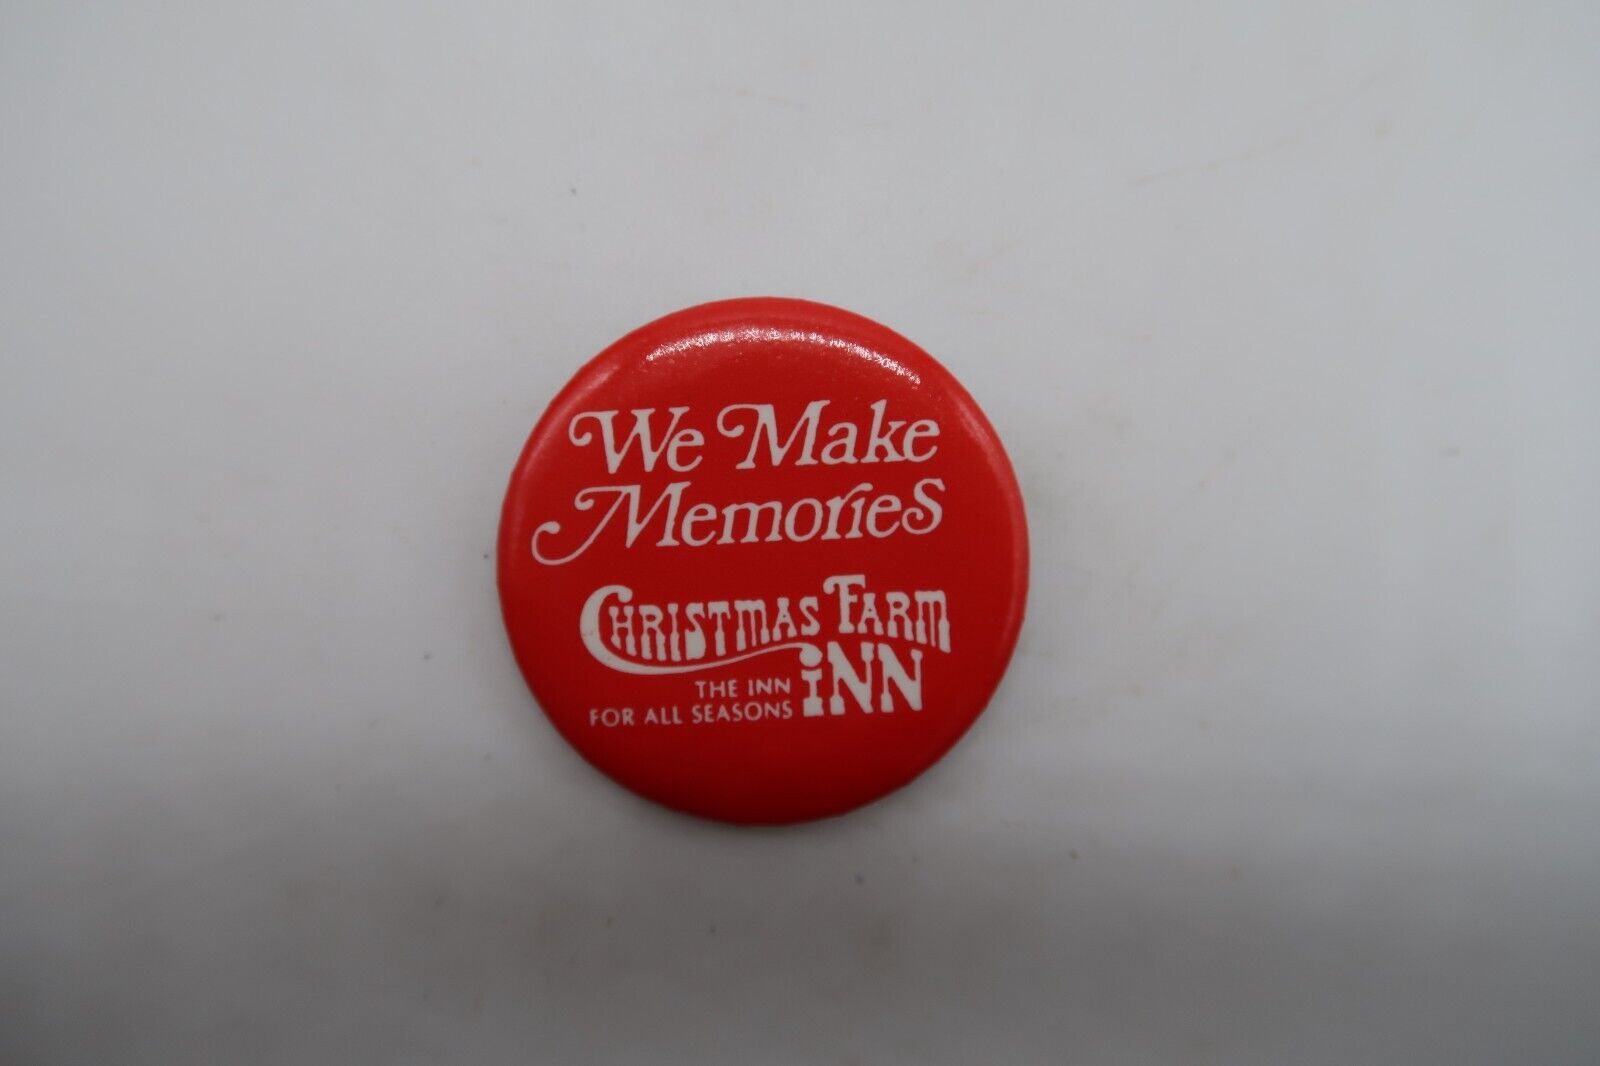 We Make
Memories
CHRISTMAS FARM
iNN
THE INN
FOR ALL SEASONS